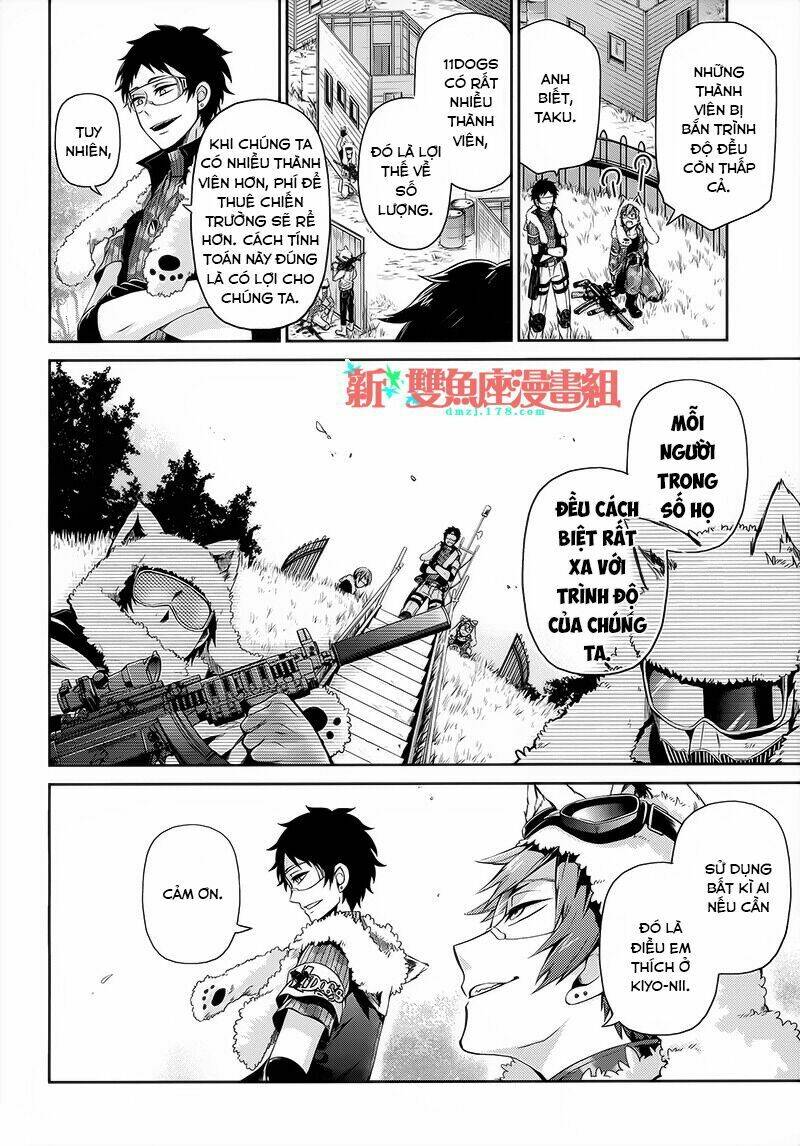 NHỮNG
THÀNH
VIÊN BỊ
BẮN TRÌNH
ĐỘ ĐỀU
CÒN THẤP
CẢ.
ANH
BIẾT,
TAKU.
11DOGS
CÓ RẤT
NHIỀU
THÀNH
VIÊN,
ĐÓ LÀ LỢI
THẾ VỀ
SỐ
LƯỢNG.
KHI CHÚNG TA
CÓ NHIỀU THÀNH
VIÊN HƠN, PHÍ ĐỂ
THUÊ CHIẾN
TRƯỜNG SẼ RẺ
HƠN. CÁCH TÍNH
TOÁN NÀY ĐÚNG
LÀ CÓ LỢI CHO
CHÚNG TA.
TUY
NHIÊN,
新 雙魚座漫畫組
dmzj.178.com
MỖI
NGƯỜI
TRONG
SỐ HỌ
ĐỀU CÁCH
BIỆT RẤT
XA VỚI
TRÌNH ĐỘ
CỦA CHÚNG
TA.
SỬ DỤNG
BẤT KÌ AI
NẾU CẦN
ĐÓ LÀ
ĐIỀU EM
THÍCH Ở
KIYO-NII.
CẢM ƠN.
11DOGS